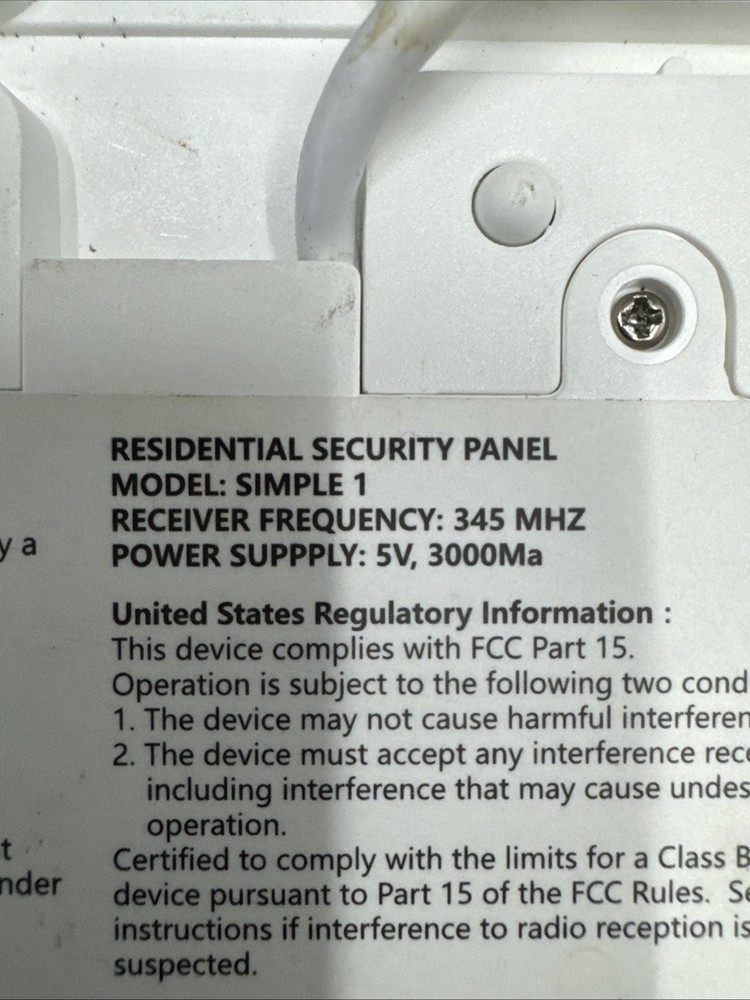 RESIDENTIAL SECURITY PANEL
MODEL: SIMPLE 1
RECEIVER FREQUENCY: 345 MHZ
y a
POWER SUPPPLY: 5V, 3000Ma
United States Regulatory Information :
This device complies with FCC Part 15.
Operation is subject to the following two cond
1. The device may not cause harmful interferen
2. The device must accept any interference rece
including interference that may cause undes
operation.
t
Certified to comply with the limits for a Class B
nder
device pursuant to Part 15 of the FCC Rules. Se
instructions if interference to radio reception is
suspected.